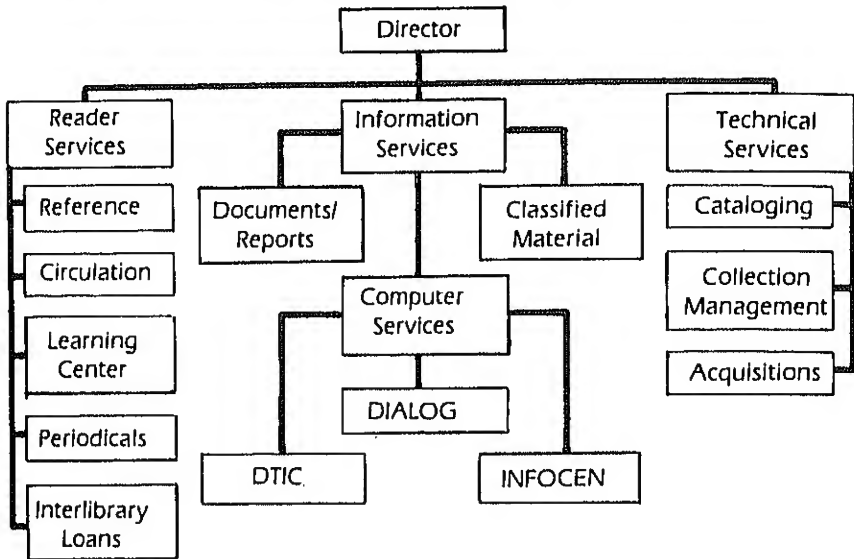 Director
Reader
Services
Information
Services
Technical
Services
Reference
Documents/
Reports
Classified
Material
Cataloging
Circulation
Computer
Services
Collection
Management
Learning
Center
DIALOG
Acquisitions
Periodicals
DTIC
INFOCEN
Interlibrary
Loans